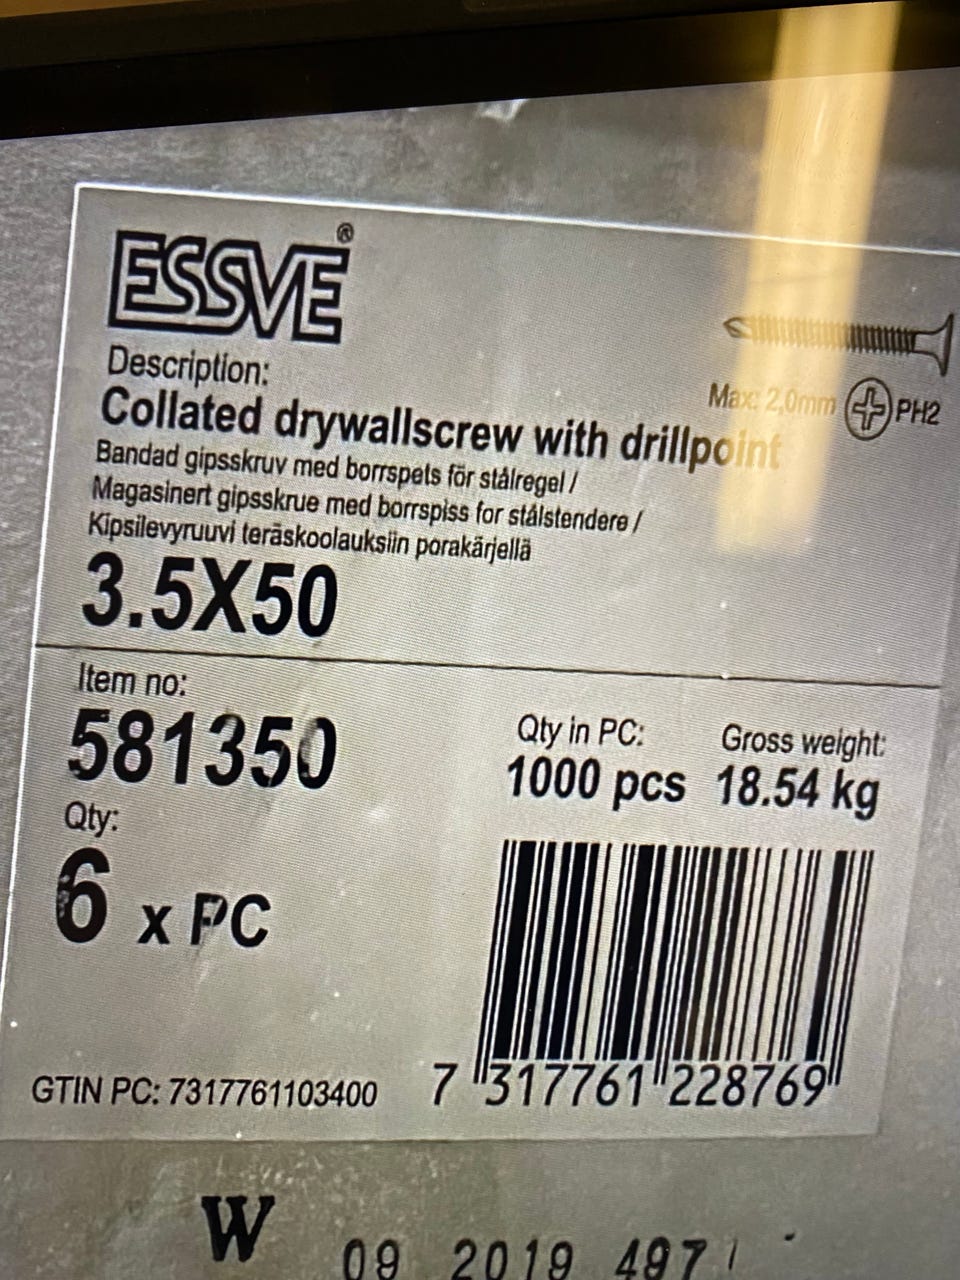 ESSVE®
Description:
Collated drywallscrew with drillpoint
Bandad gipsskruv med borrspets för stålregel /
Magasinert gipsskrue med borrspiss for stålstendere /
Kipsilevyruuvi teräskoolauksiin porakärjellä
Max: 2,0mm PH2
3.5X50
Item no:
581350
Qty in PC: Gross weight:
1000 pcs 18.54 kg
Qty:
6 x PC
GTIN PC: 7317761103400
7 317761 228769
W
09 2019 497